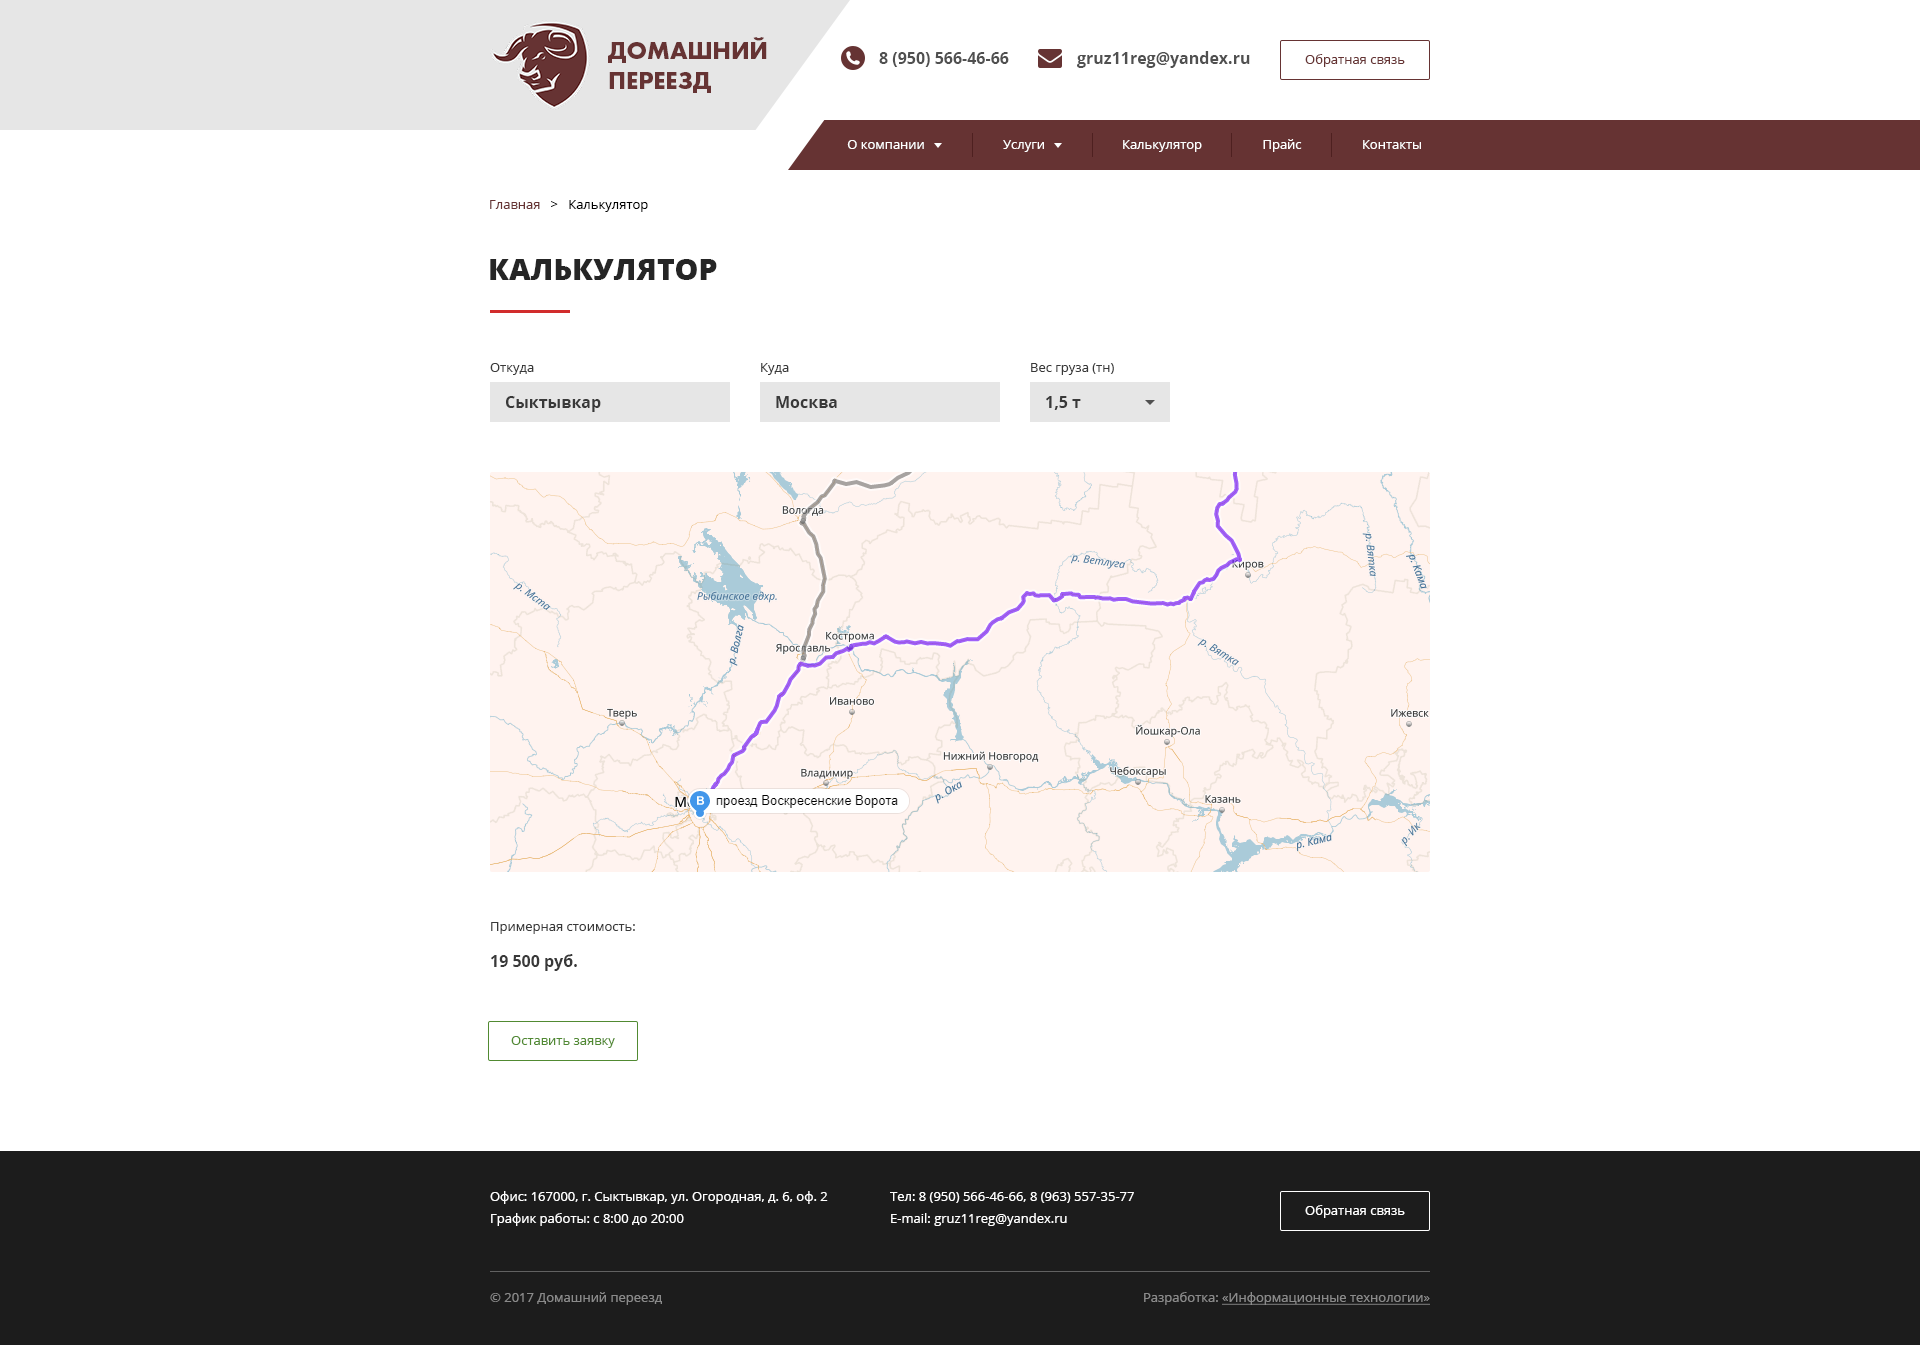 ДОМАШНИЙ
ПЕРЕЕЗД
8 (950) 566-46-66
gruz11reg@yandex.ru
Обратная связь
О компании
Услуги
Калькулятор
Прайс
Контакты
Главная > Калькулятор
КАЛЬКУЛЯТОР
Откуда
Куда
Вес груза (тн)
Сыктывкар
Москва
1,5 т
Вологда
р. Ветлуга
р. Вятка
р. Кама
Киров
р. Мста
Рыбинское вдхр.
р. Волга
Кострома
Ярославль
р. Вятка
Иваново
Тверь
Ижевск
Йошкар-Ола
Нижний Новгород
Чебоксары
Владимир
р. Ока
Казань
В
проезд Воскресенские Ворота
р. Кама
р. Ик
Примерная стоимость:
19 500 руб.
Оставить заявку
Офис: 167000, г. Сыктывкар, ул. Огородная, д. 6, оф. 2
График работы: с 8:00 до 20:00
Тел: 8 (950) 566-46-66, 8 (963) 557-35-77
E-mail: gruz11reg@yandex.ru
Обратная связь
© 2017 Домашний переезд
Разработка: «Информационные технологии»